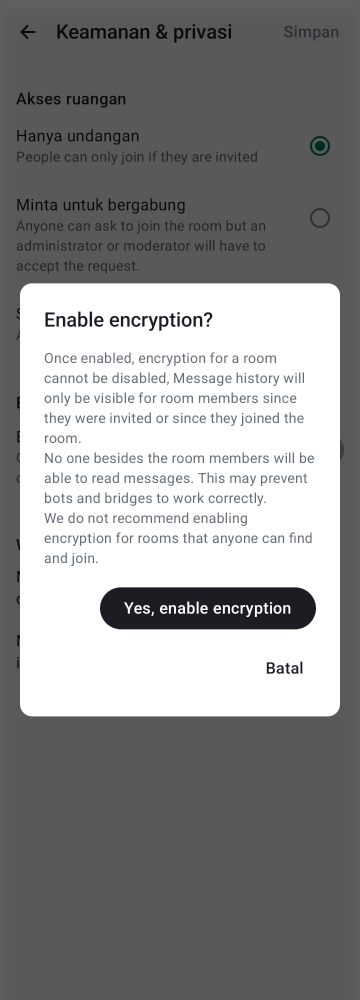 Keamanan & privasi
Simpan
Akses ruangan
Hanya undangan
People can only join if they are invited
Minta untuk bergabung
Anyone can ask to join the room but an
administrator or moderator will have to
accept the request.
Enable encryption?
Once enabled, encryption for a room
cannot be disabled, Message history will
only be visible for room members since
they were invited or since they joined the
room.
No one besides the room members will be
able to read messages. This may prevent
bots and bridges to work correctly.
We do not recommend enabling
encryption for rooms that anyone can find
and join.
Yes, enable encryption
Batal